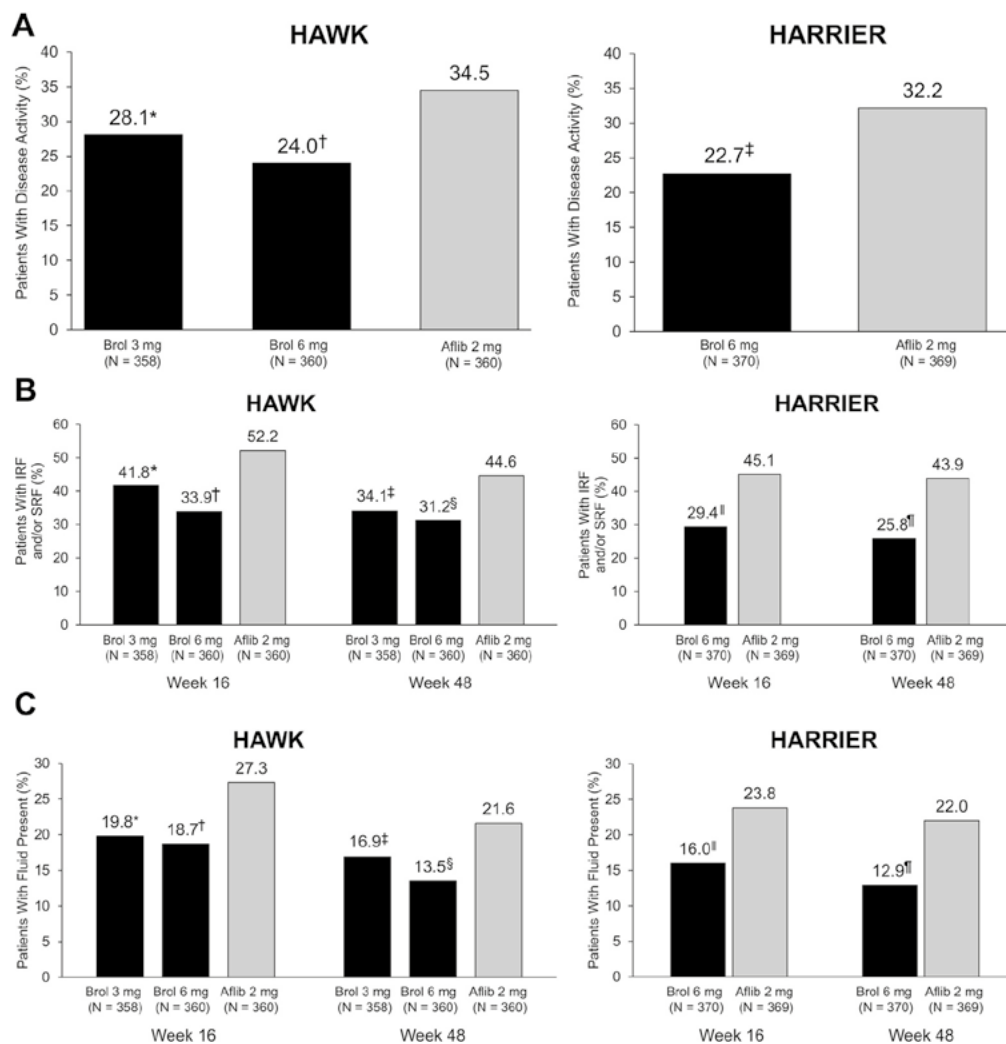 A
HAWK
Patients With Disease Activity (%)
40
35
30
25
20
15
10
5
0
28.1*
24.0†
34.5
Brol 3 mg
(N = 358)
Brol 6 mg
(N = 360)
Aflib 2 mg
(N = 360)
HARRIER
Patients With Disease Activity (%)
40
35
30
25
20
15
10
5
0
22.7‡
32.2
Brol 6 mg
(N = 370)
Aflib 2 mg
(N = 369)
B
HAWK
Patients With IRF
and/or SRF (%)
60
50
40
30
20
10
0
41.8*
33.9†
52.2
34.1‡
31.2§
44.6
Brol 3 mg
(N = 358)
Brol 6 mg
(N = 360)
Aflib 2 mg
(N = 360)
Brol 3 mg
(N = 358)
Brol 6 mg
(N = 360)
Aflib 2 mg
(N = 360)
Week 16
Week 48
HARRIER
Patients With IRF
and/or SRF (%)
60
50
40
30
20
10
0
29.4‖
45.1
25.8¶
43.9
Brol 6 mg
(N = 370)
Aflib 2 mg
(N = 369)
Brol 6 mg
(N = 370)
Aflib 2 mg
(N = 369)
Week 16
Week 48
C
HAWK
Patients With Fluid Present (%)
30
25
20
15
10
5
0
19.8*
18.7†
27.3
16.9‡
13.5§
21.6
Brol 3 mg
(N = 358)
Brol 6 mg
(N = 360)
Aflib 2 mg
(N = 360)
Brol 3 mg
(N = 358)
Brol 6 mg
(N = 360)
Aflib 2 mg
(N = 360)
Week 16
Week 48
HARRIER
Patients With Fluid Present (%)
30
25
20
15
10
5
0
16.0‖
23.8
12.9¶
22.0
Brol 6 mg
(N = 370)
Aflib 2 mg
(N = 369)
Brol 6 mg
(N = 370)
Aflib 2 mg
(N = 369)
Week 16
Week 48